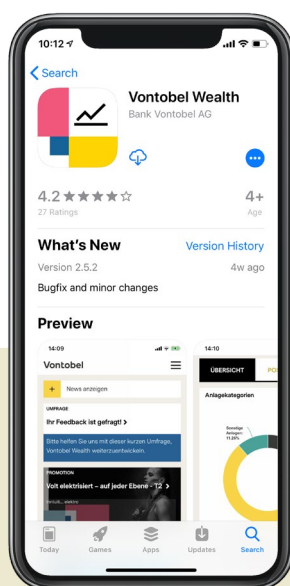 10:12
Search
Vontobel Wealth
Bank Vontobel AG
4.2
4+
27 Ratings
Age
What's New
Version History
Version 2.5.2
4w ago
Bugfix and minor changes
Preview
14:09
14:10
Vontobel
ÜBERSICHT
+ News anzeigen
Anlagekategorien
UMFRAGE
Ihr Feedback ist gefragt! >
Sonstige
Anlagen:
11.25%
Bitte helfen Sie uns mit dieser kurzen Umfrage,
Vontobel Wealth weiterzuentwickeln.
PROMOTION
Volt elektrisiert – auf jeder Ebene - T2 >
Today
Games
Apps
Updates
Search